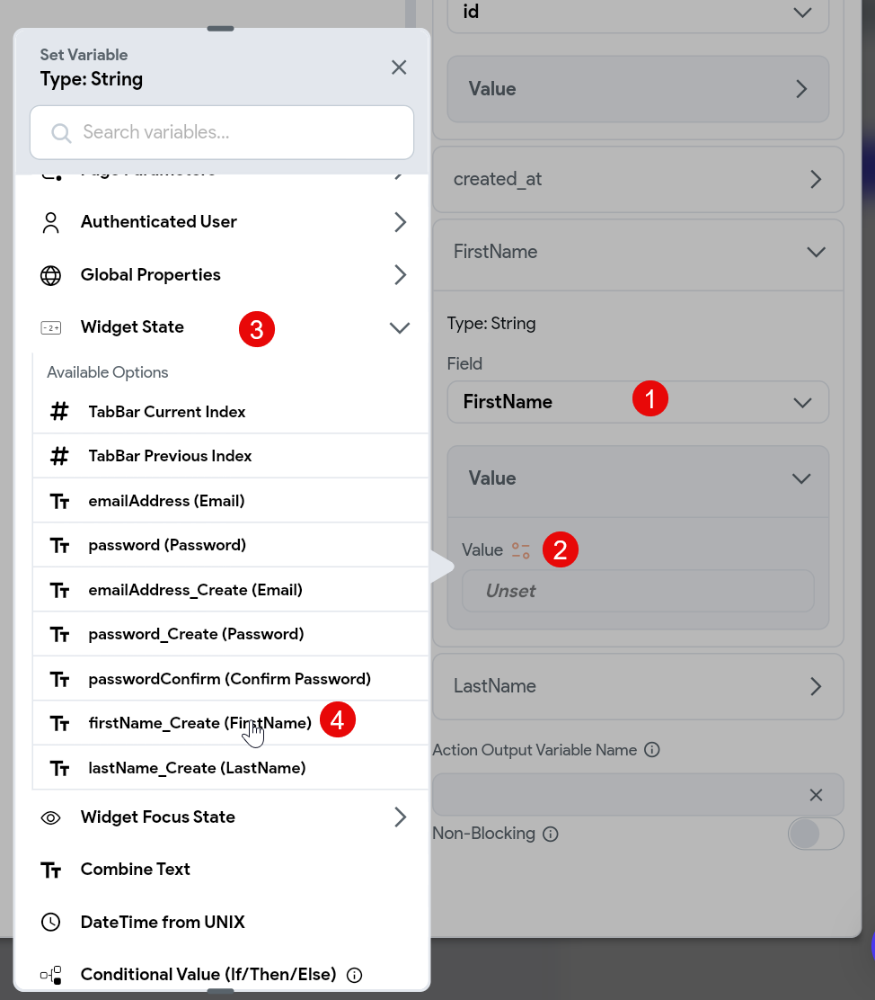 Set Variable
Type: String
Search variables...
Page Parameters
Authenticated User
Global Properties
Widget State
3
Available Options
TabBar Current Index
TabBar Previous Index
emailAddress (Email)
password (Password)
emailAddress_Create (Email)
password_Create (Password)
passwordConfirm (Confirm Password)
firstName_Create (FirstName)
4
lastName_Create (LastName)
Widget Focus State
Combine Text
DateTime from UNIX
Conditional Value (If/Then/Else)
id
Value
created_at
FirstName
Type: String
Field
FirstName
1
Value
Value
2
Unset
LastName
Action Output Variable Name
Non-Blocking